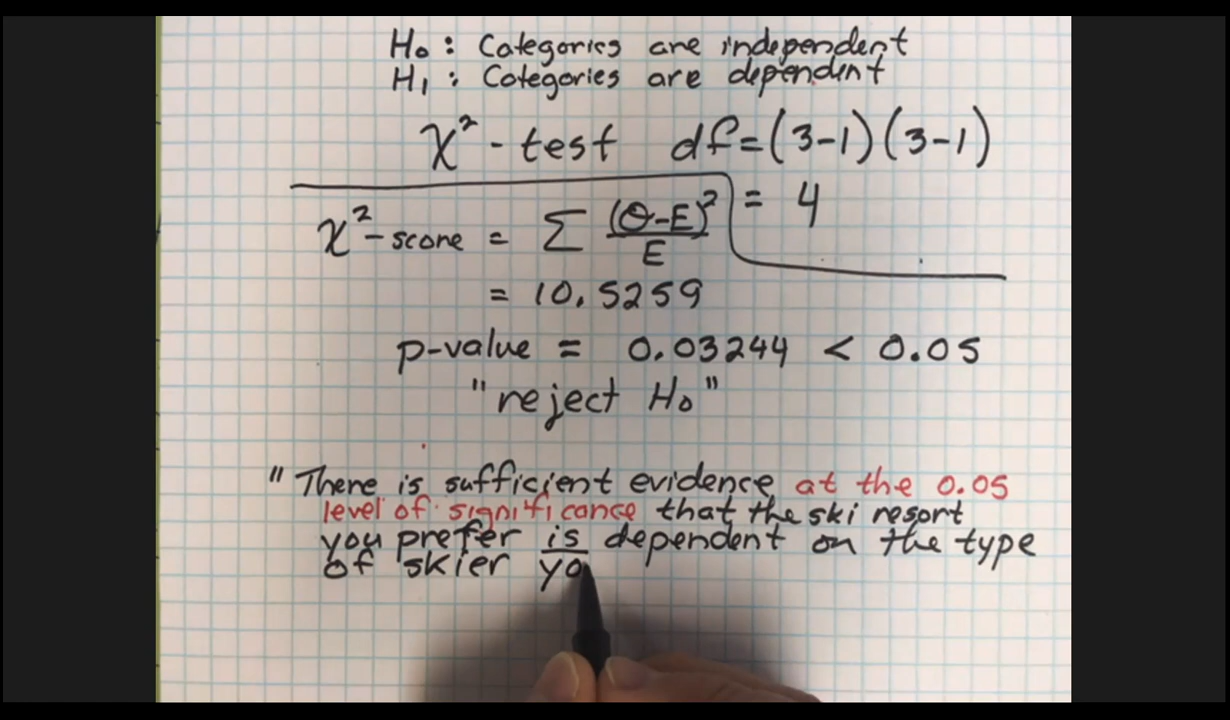 H₀ : Categories are independent
H₁ : Categories are dependent
χ² - test df = (3-1)(3-1)
= 4
χ² - score = Σ (O-E)² / E
= 10.5259
p-value = 0.03244 < 0.05
"reject H₀"
"There is sufficient evidence at the 0.05
level of significance that the ski resort
you prefer is dependent on the type
of skier yo